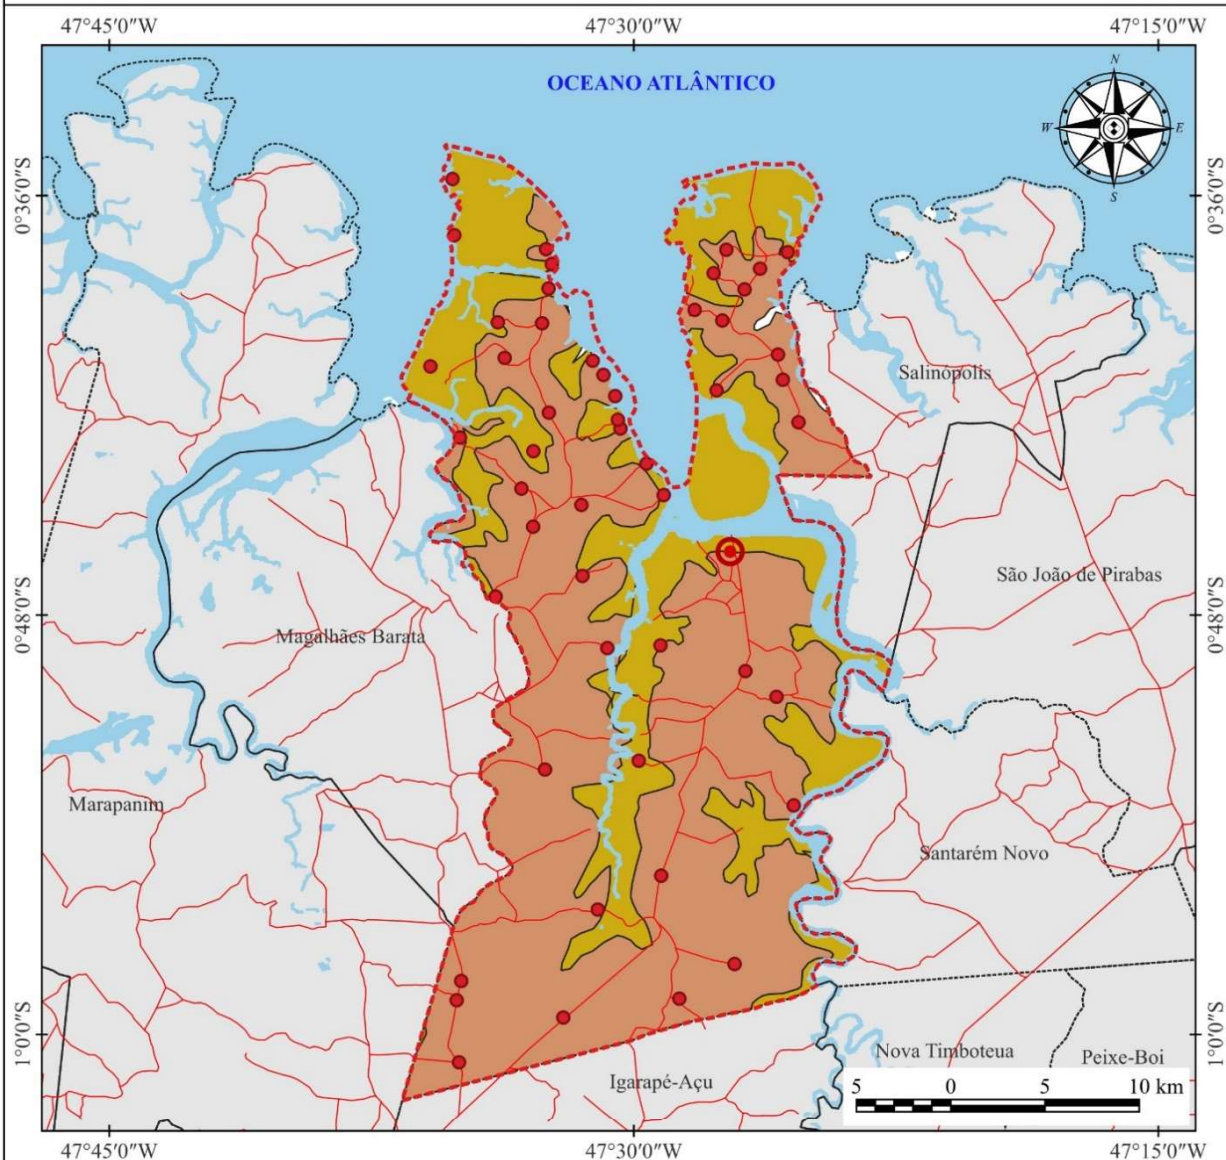 47°45′0″W 47°30′0″W 47°15′0″W
OCEANO ATLÂNTICO
N
W E
S
0°36′0″S 0°36′0″S
Salinópolis
São João de Pirabas
0°48′0″S 0°48′0″S
Magalhães Barata
Marapanim
Santarém Novo
1°0′0″S 1°0′0″S
Nova Timboteua Peixe-Boi
Igarapé-Açu
5 0 5 10 km
47°45′0″W 47°30′0″W 47°15′0″W